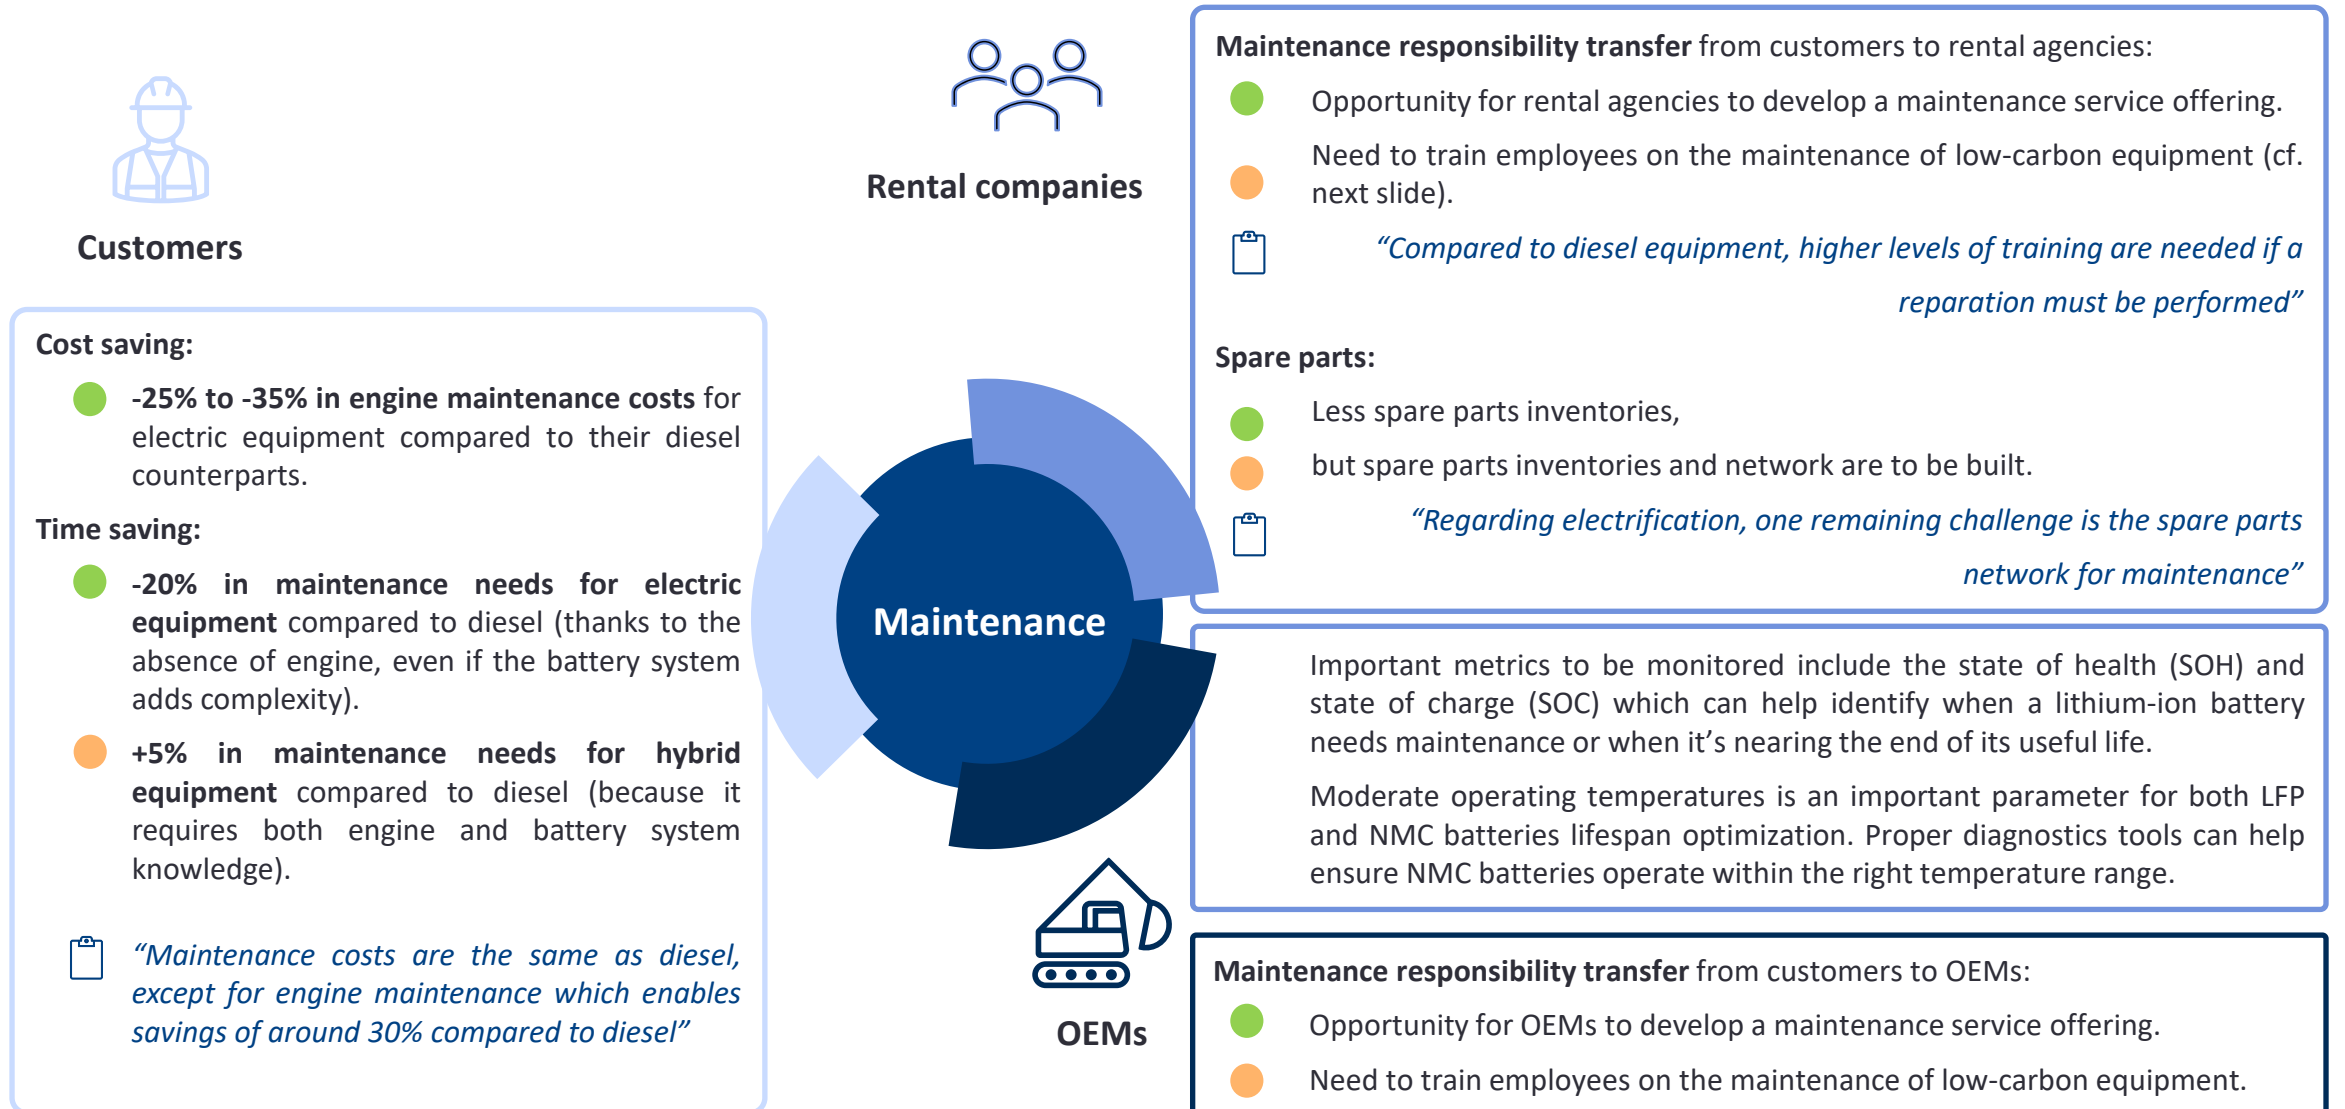 Customers
Cost saving:
-25% to -35% in engine maintenance costs for
electric equipment compared to their diesel
counterparts.
Time saving:
-20% in maintenance needs for electric
equipment compared to diesel (thanks to the
absence of engine, even if the battery system
adds complexity).
+5% in maintenance needs for hybrid
equipment compared to diesel (because it
requires both engine and battery system
knowledge).
“Maintenance costs are the same as diesel,
except for engine maintenance which enables
savings of around 30% compared to diesel”
Maintenance
Rental companies
Maintenance responsibility transfer from customers to rental agencies:
Opportunity for rental agencies to develop a maintenance service offering.
Need to train employees on the maintenance of low-carbon equipment (cf.
next slide).
“Compared to diesel equipment, higher levels of training are needed if a
reparation must be performed”
Spare parts:
Less spare parts inventories,
but spare parts inventories and network are to be built.
“Regarding electrification, one remaining challenge is the spare parts
network for maintenance”
Important metrics to be monitored include the state of health (SOH) and
state of charge (SOC) which can help identify when a lithium-ion battery
needs maintenance or when it’s nearing the end of its useful life.
Moderate operating temperatures is an important parameter for both LFP
and NMC batteries lifespan optimization. Proper diagnostics tools can help
ensure NMC batteries operate within the right temperature range.
OEMs
Maintenance responsibility transfer from customers to OEMs:
Opportunity for OEMs to develop a maintenance service offering.
Need to train employees on the maintenance of low-carbon equipment.